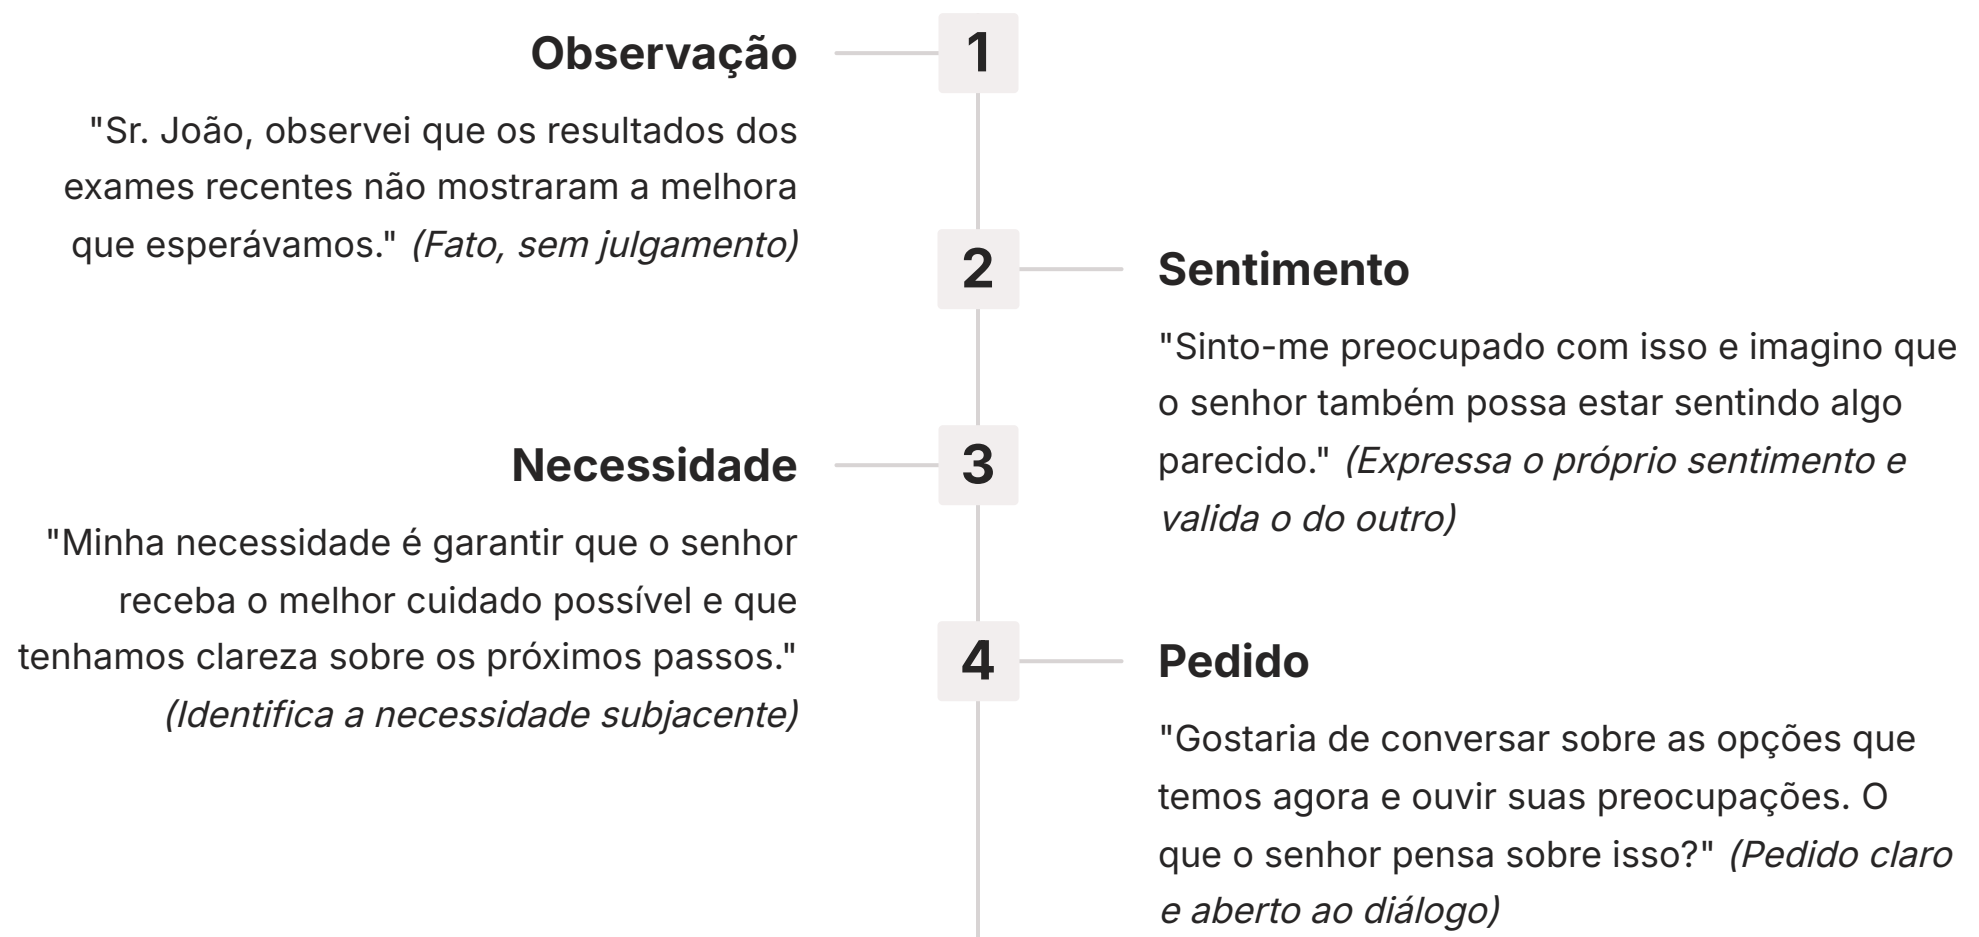 Observação
1
"Sr. João, observei que os resultados dos
exames recentes não mostraram a melhora
que esperávamos." (Fato, sem julgamento)
2
Sentimento
"Sinto-me preocupado com isso e imagino que
o senhor também possa estar sentindo algo
parecido." (Expressa o próprio sentimento e
valida o do outro)
Necessidade
3
"Minha necessidade é garantir que o senhor
receba o melhor cuidado possível e que
tenhamos clareza sobre os próximos passos."
(Identifica a necessidade subjacente)
4
Pedido
"Gostaria de conversar sobre as opções que
temos agora e ouvir suas preocupações. O
que o senhor pensa sobre isso?" (Pedido claro
e aberto ao diálogo)